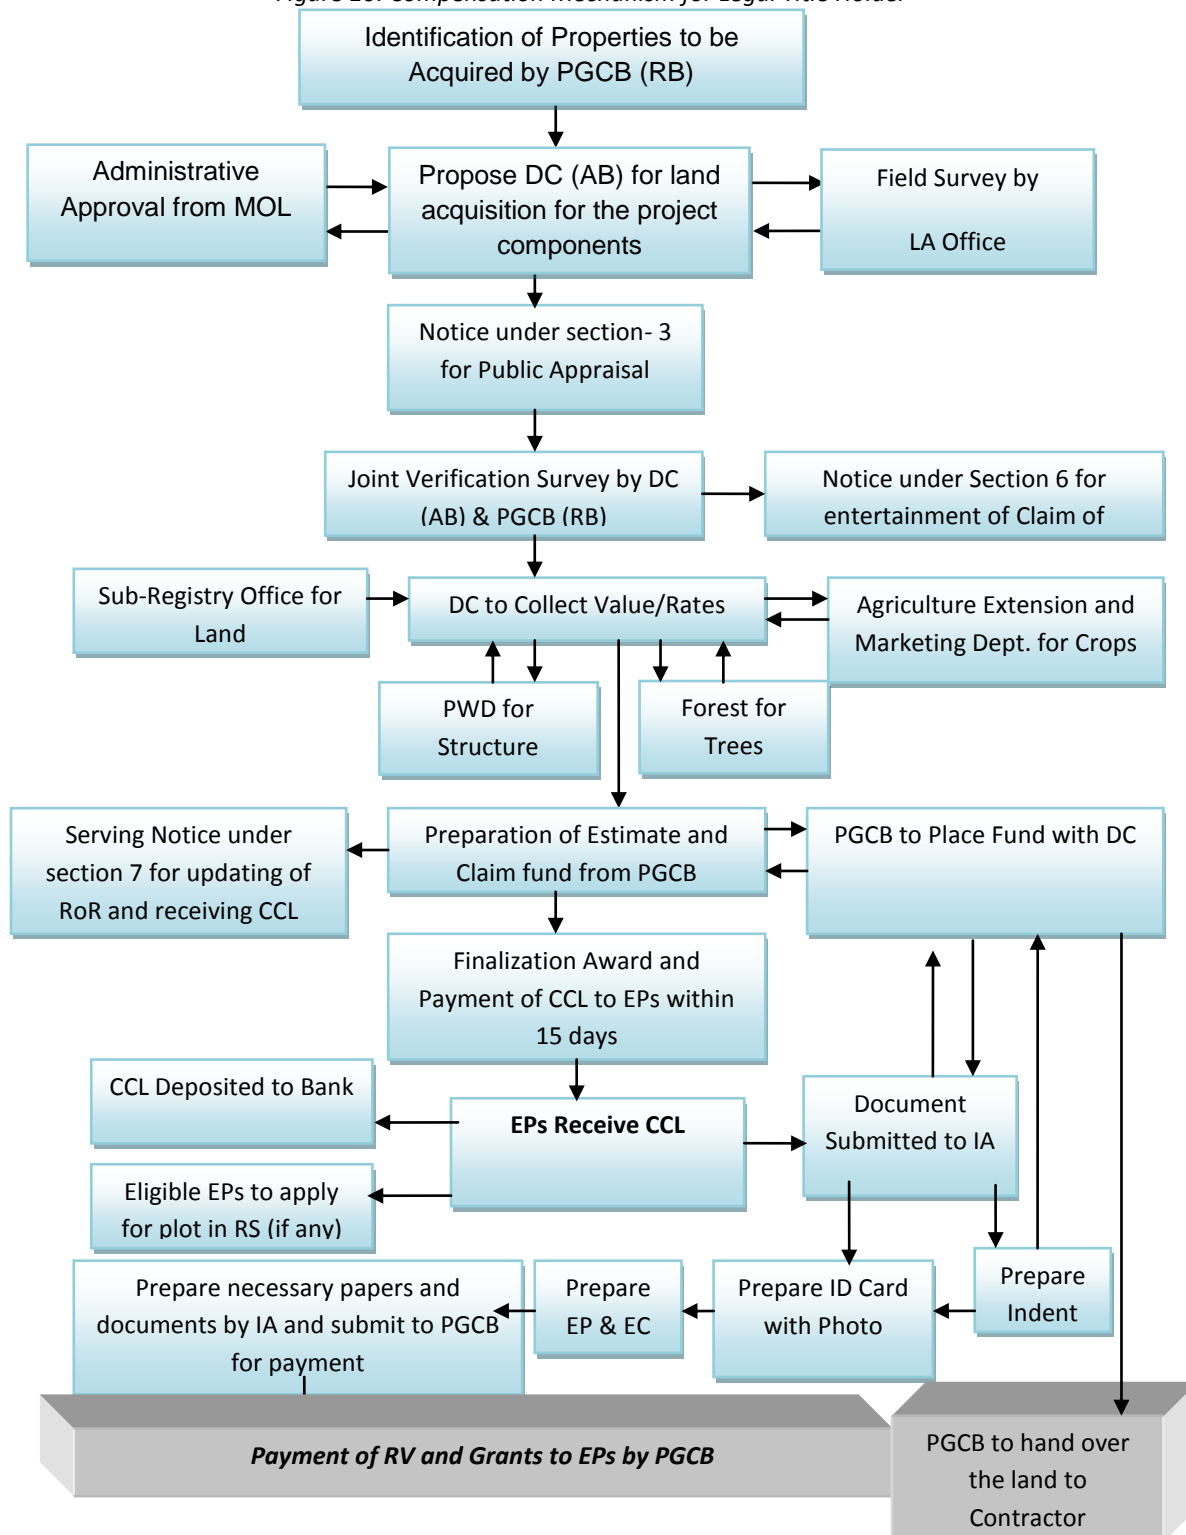 Figure 10: Compensation Mechanism for Legal Title Holder
Identification of Properties to be
Acquired by PGCB (RB)
Administrative
Approval from MOL
Propose DC (AB) for land
acquisition for the project
components
Field Survey by
LA Office
Notice under section- 3
for Public Appraisal
Joint Verification Survey by DC
(AB) & PGCB (RB)
Notice under Section 6 for
entertainment of Claim of
Sub-Registry Office for
Land
DC to Collect Value/Rates
Agriculture Extension and
Marketing Dept. for Crops
PWD for
Structure
Forest for
Trees
Serving Notice under
section 7 for updating of
RoR and receiving CCL
Preparation of Estimate and
Claim fund from PGCB
PGCB to Place Fund with DC
Finalization Award and
Payment of CCL to EPs within
15 days
CCL Deposited to Bank
EPs Receive CCL
Document
Submitted to IA
Eligible EPs to apply
for plot in RS (if any)
Prepare necessary papers and
documents by IA and submit to PGCB
for payment
Prepare
EP & EC
Prepare ID Card
with Photo
Prepare
Indent
Payment of RV and Grants to EPs by PGCB
PGCB to hand over
the land to
Contractor